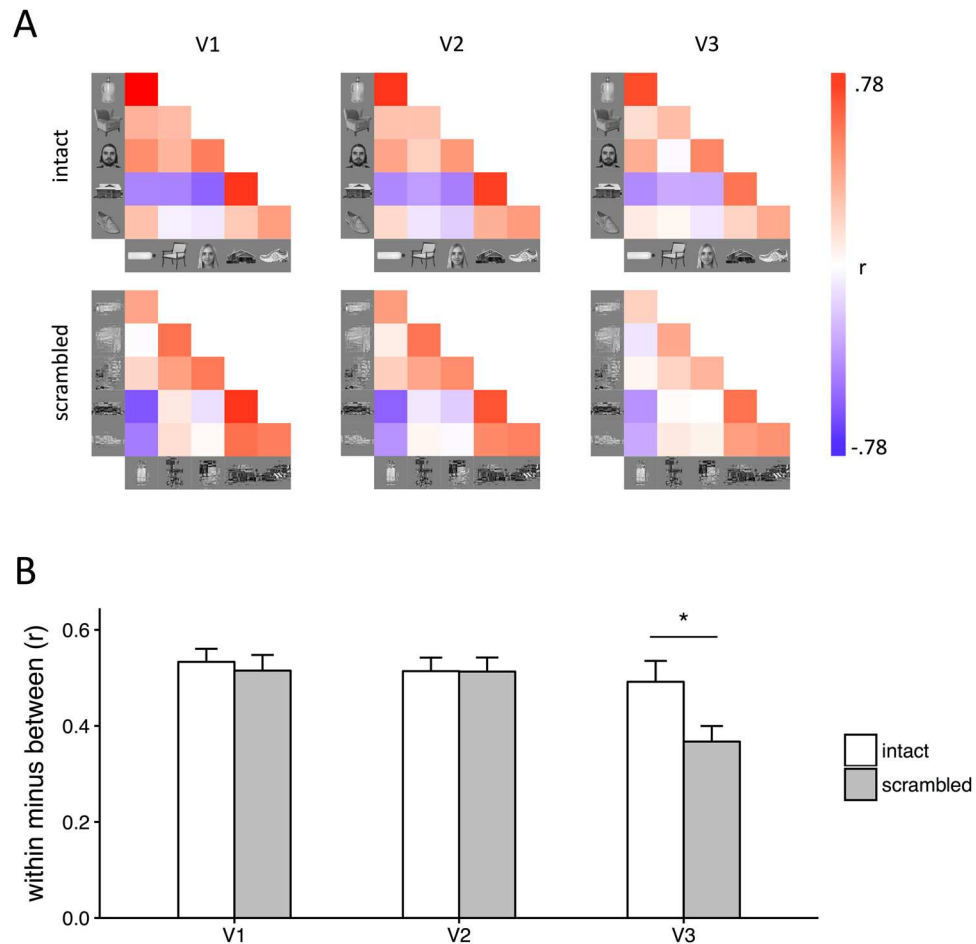 A
V1 V2 V3
intact
.78
r
-.78
scrambled
B
within minus between (r)
0.6
0.4
0.2
0.0
*
V1 V2 V3
intact
scrambled